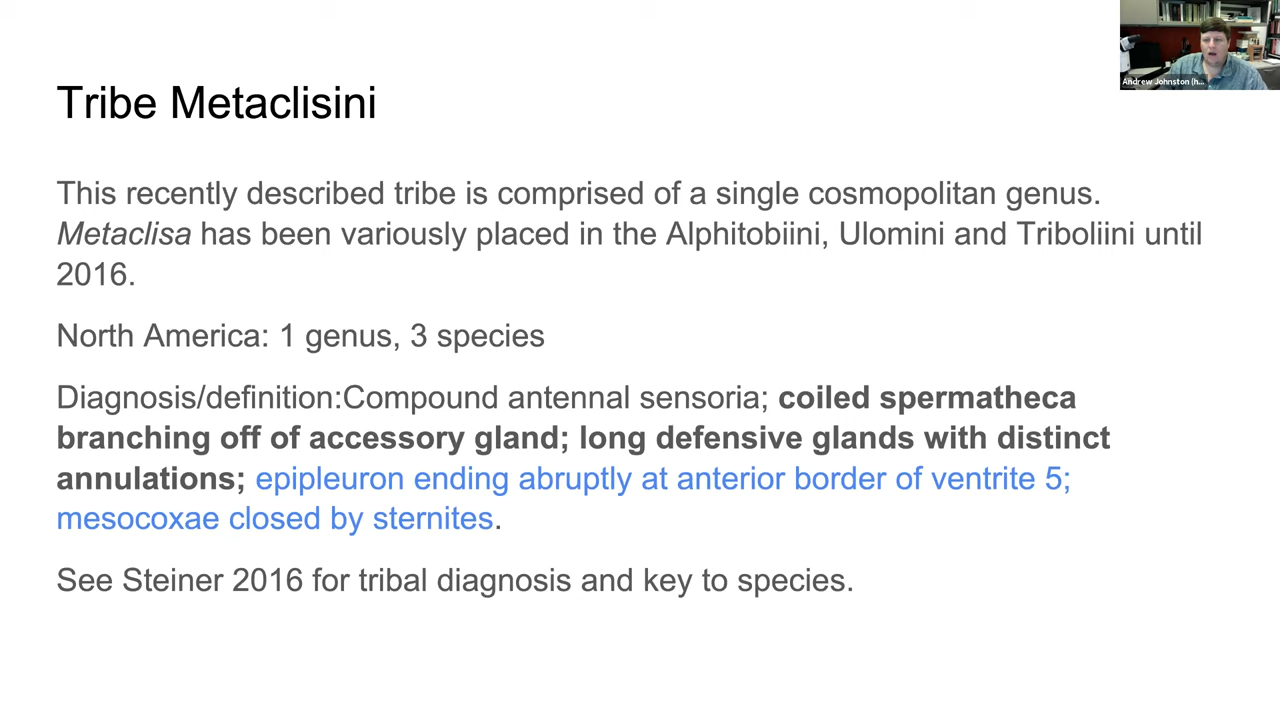 Andrew Johnston (h...
Tribe Metaclisini
This recently described tribe is comprised of a single cosmopolitan genus.
Metaclisa has been variously placed in the Alphitobiini, Ulomini and Triboliini until
2016.
North America: 1 genus, 3 species
Diagnosis/definition:Compound antennal sensoria; coiled spermatheca
branching off of accessory gland; long defensive glands with distinct
annulations; epipleuron ending abruptly at anterior border of ventrite 5;
mesocoxae closed by sternites.
See Steiner 2016 for tribal diagnosis and key to species.